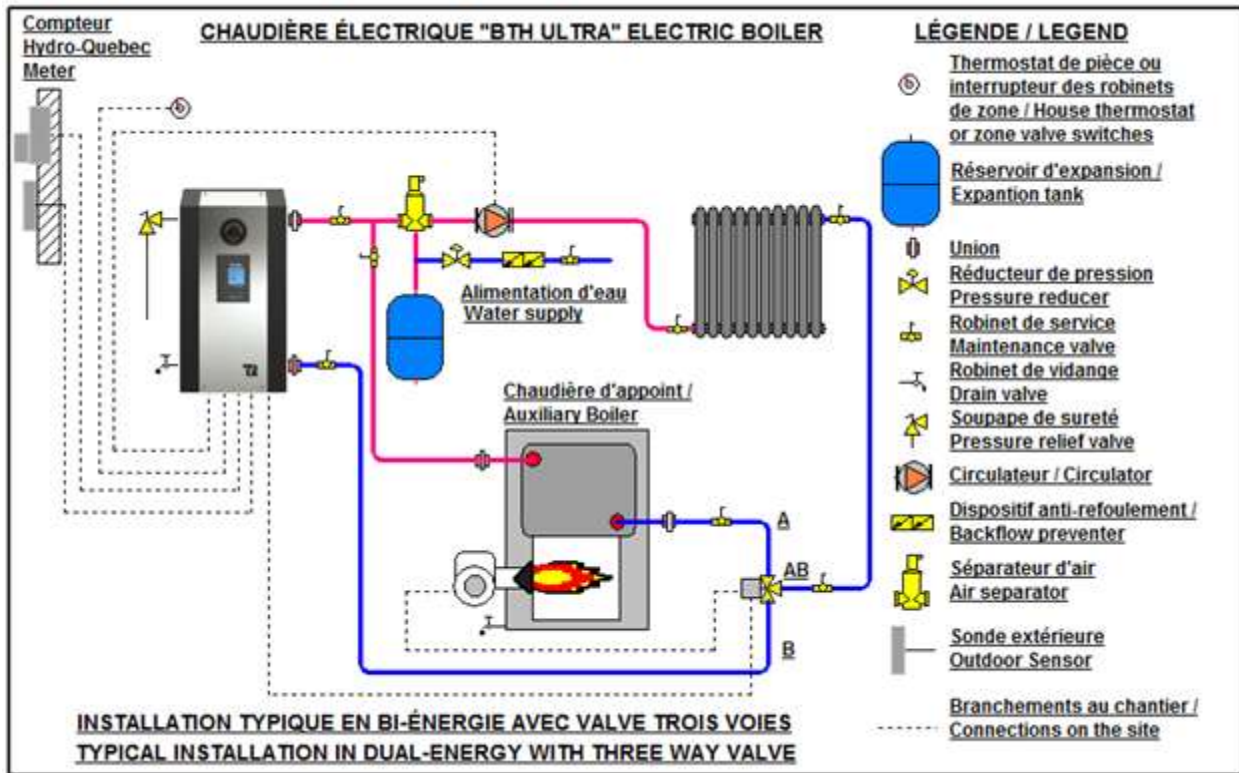 Compteur
Hydro-Quebec
Meter
CHAUDIÈRE ÉLECTRIQUE "BTH ULTRA" ELECTRIC BOILER
Alimentation d'eau
Water supply
Chaudière d'appoint /
Auxiliary Boiler
A
AB
B
INSTALLATION TYPIQUE EN BI-ÉNERGIE AVEC VALVE TROIS VOIES
TYPICAL INSTALLATION IN DUAL-ENERGY WITH THREE WAY VALVE
LÉGENDE / LEGEND
Thermostat de pièce ou
interrupteur des robinets
de zone / House thermostat
or zone valve switches
Réservoir d'expansion /
Expantion tank
Union
Réducteur de pression
Pressure reducer
Robinet de service
Maintenance valve
Robinet de vidange
Drain valve
Soupape de sureté
Pressure relief valve
Circulateur / Circulator
Dispositif anti-refoulement /
Backflow preventer
Séparateur d'air
Air separator
Sonde extérieure
Outdoor Sensor
Branchements au chantier /
Connections on the site